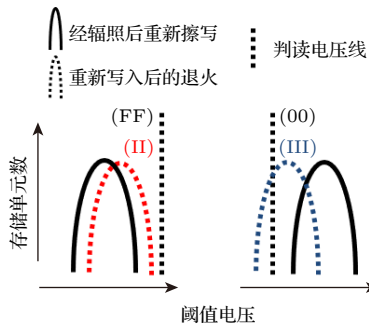 经辐照后重新擦写
重新写入后的退火
判读电压线
(FF)
(00)
(II)
(III)
存储单元数
阈值电压